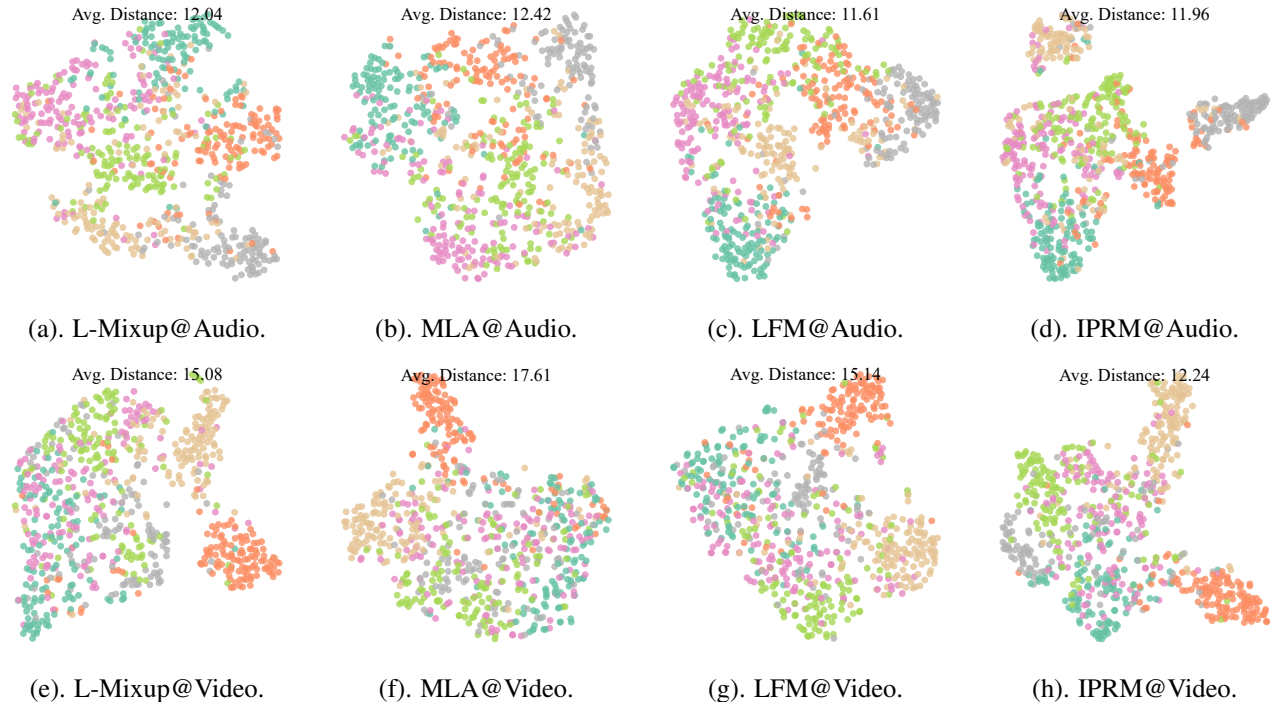 Avg. Distance: 12.04
Avg. Distance: 12.42
Avg. Distance: 11.61
Avg. Distance: 11.96
(a). L-Mixup@Audio.
(b). MLA@Audio.
(c). LFM@Audio.
(d). IPRM@Audio.
Avg. Distance: 15.08
Avg. Distance: 17.61
Avg. Distance: 15.14
Avg. Distance: 12.24
(e). L-Mixup@Video.
(f). MLA@Video.
(g). LFM@Video.
(h). IPRM@Video.